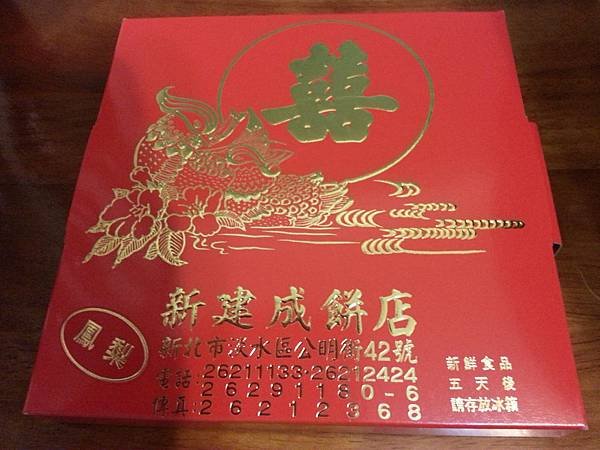 囍
新建成餅店
鳳梨
新北市淡水區公明街42號
電話:26211133·26212424
2629118 0-6
傳真:26212368
新鮮食品
五天後
請存放冰箱